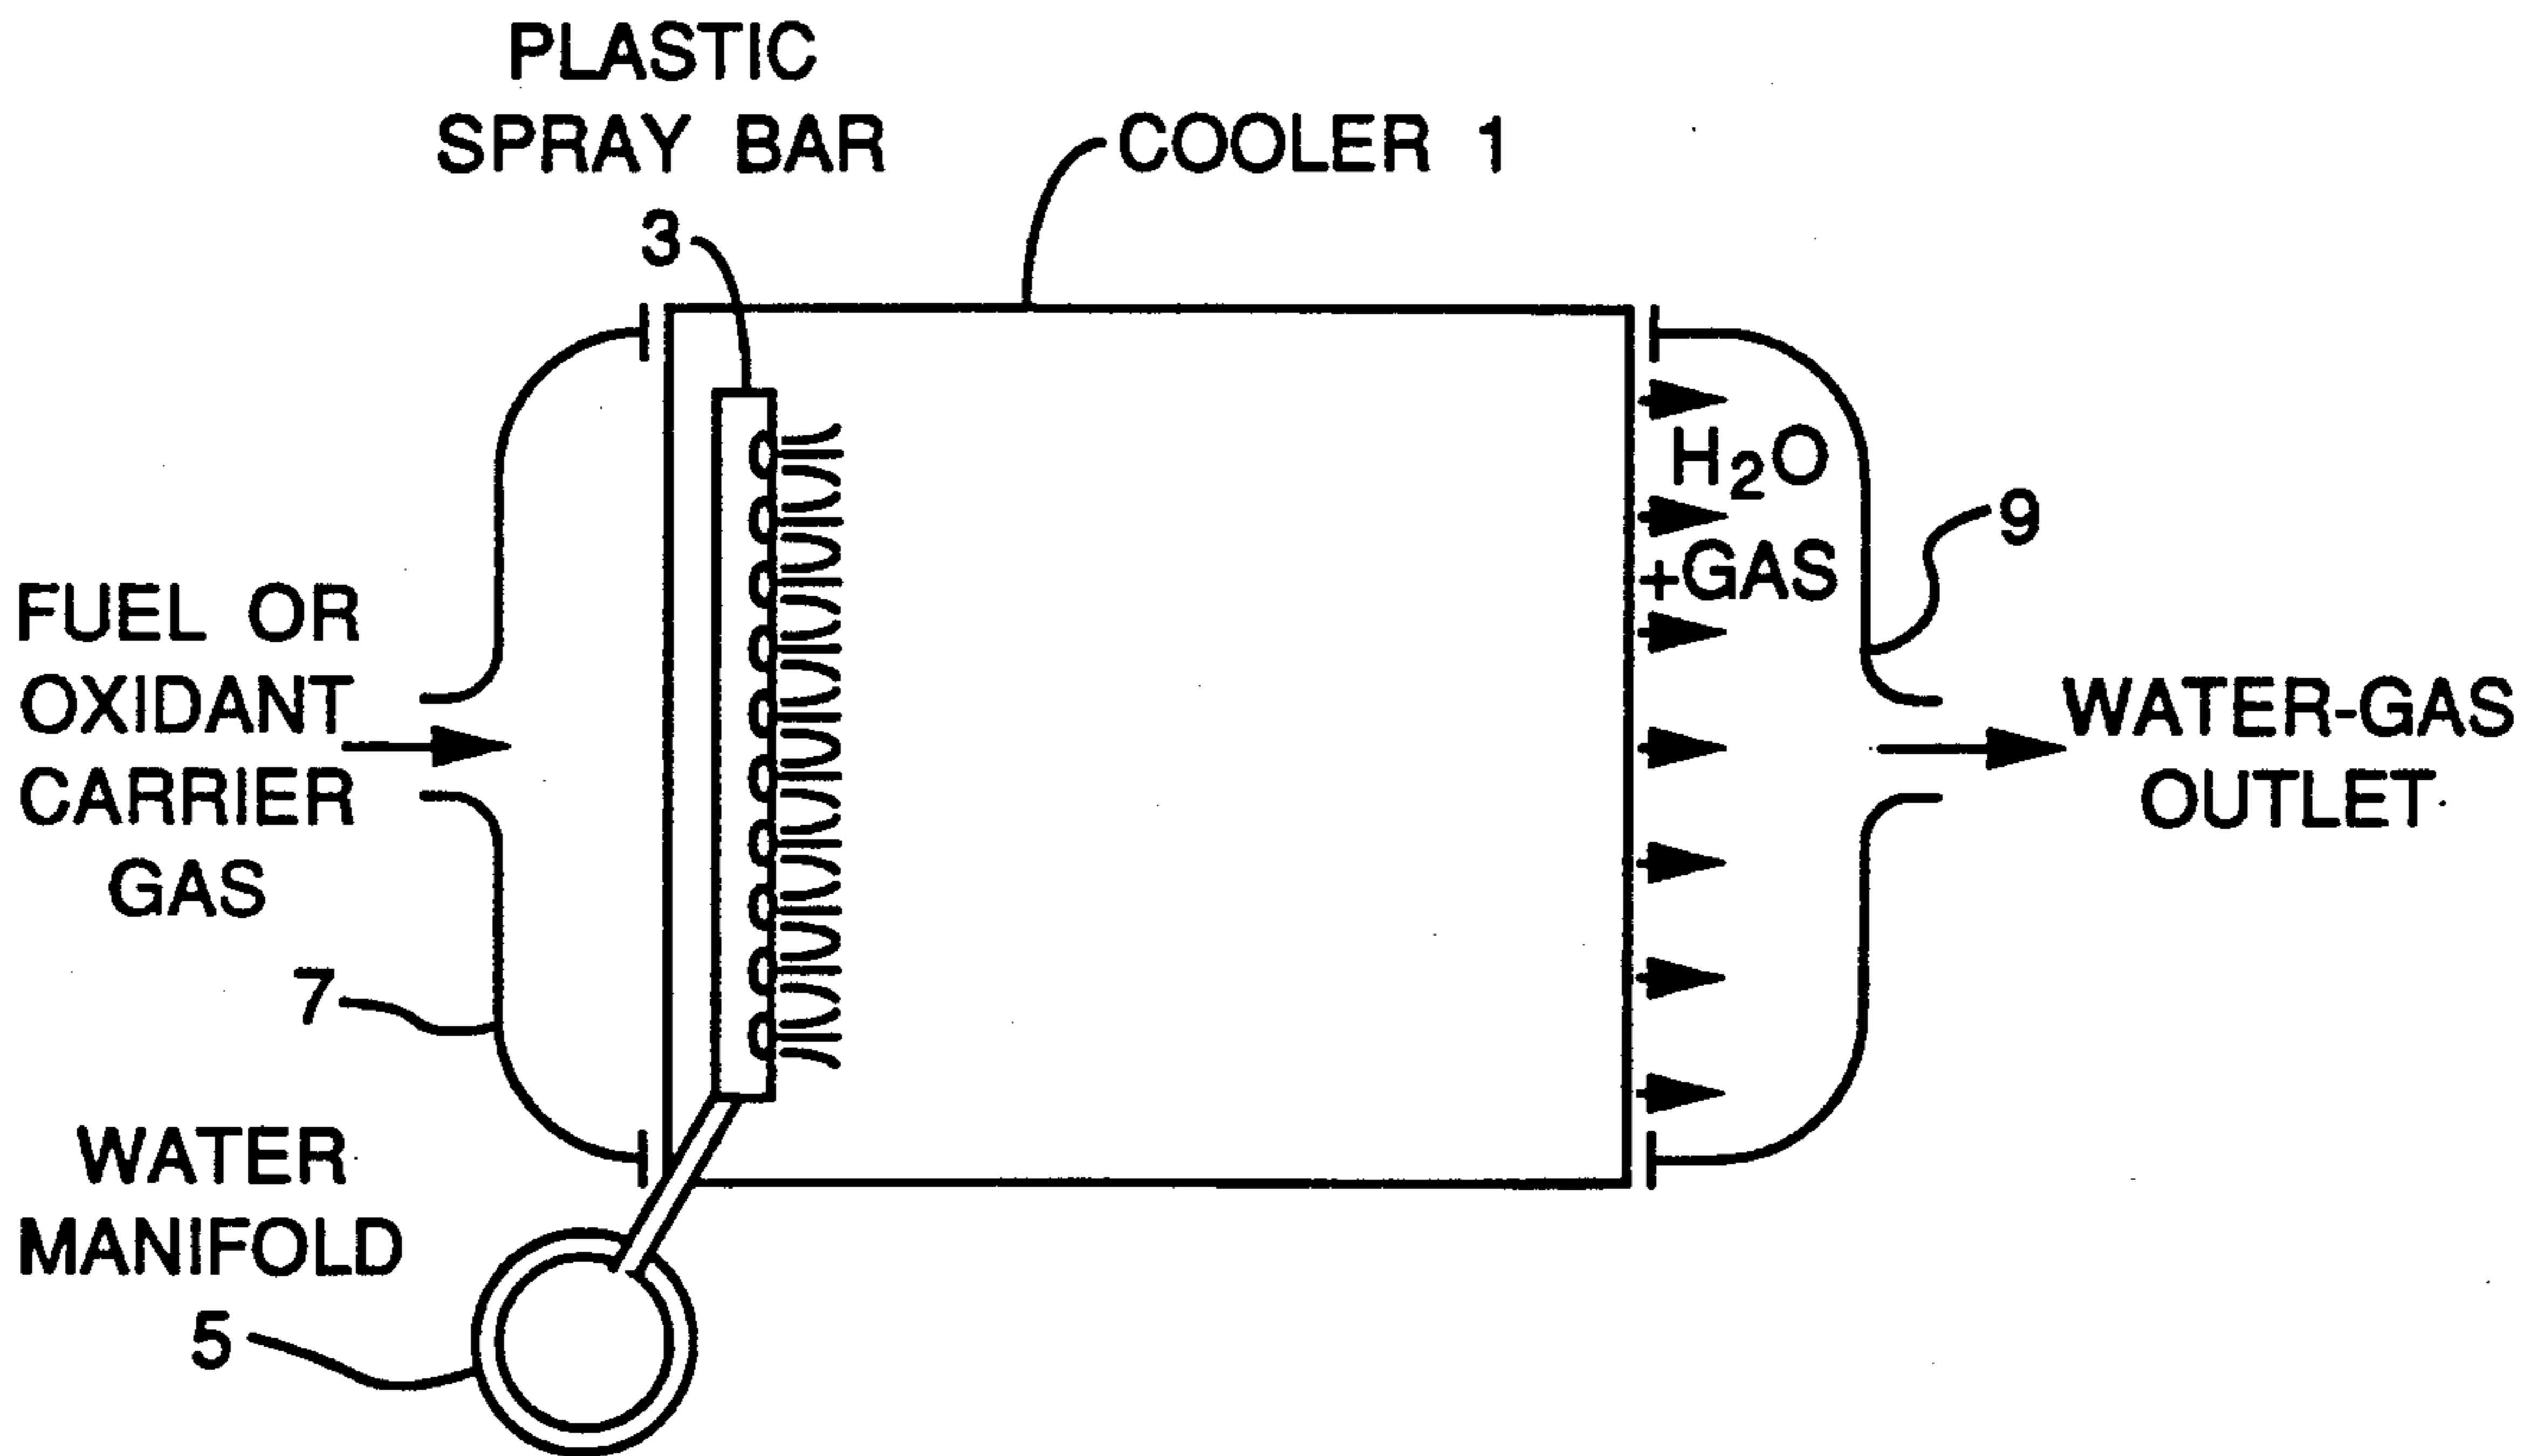 PLASTIC
SPRAY BAR
3
COOLER 1
H₂O
+GAS
9
FUEL OR
OXIDANT
CARRIER
GAS
WATER-GAS
OUTLET
7
WATER
MANIFOLD
5